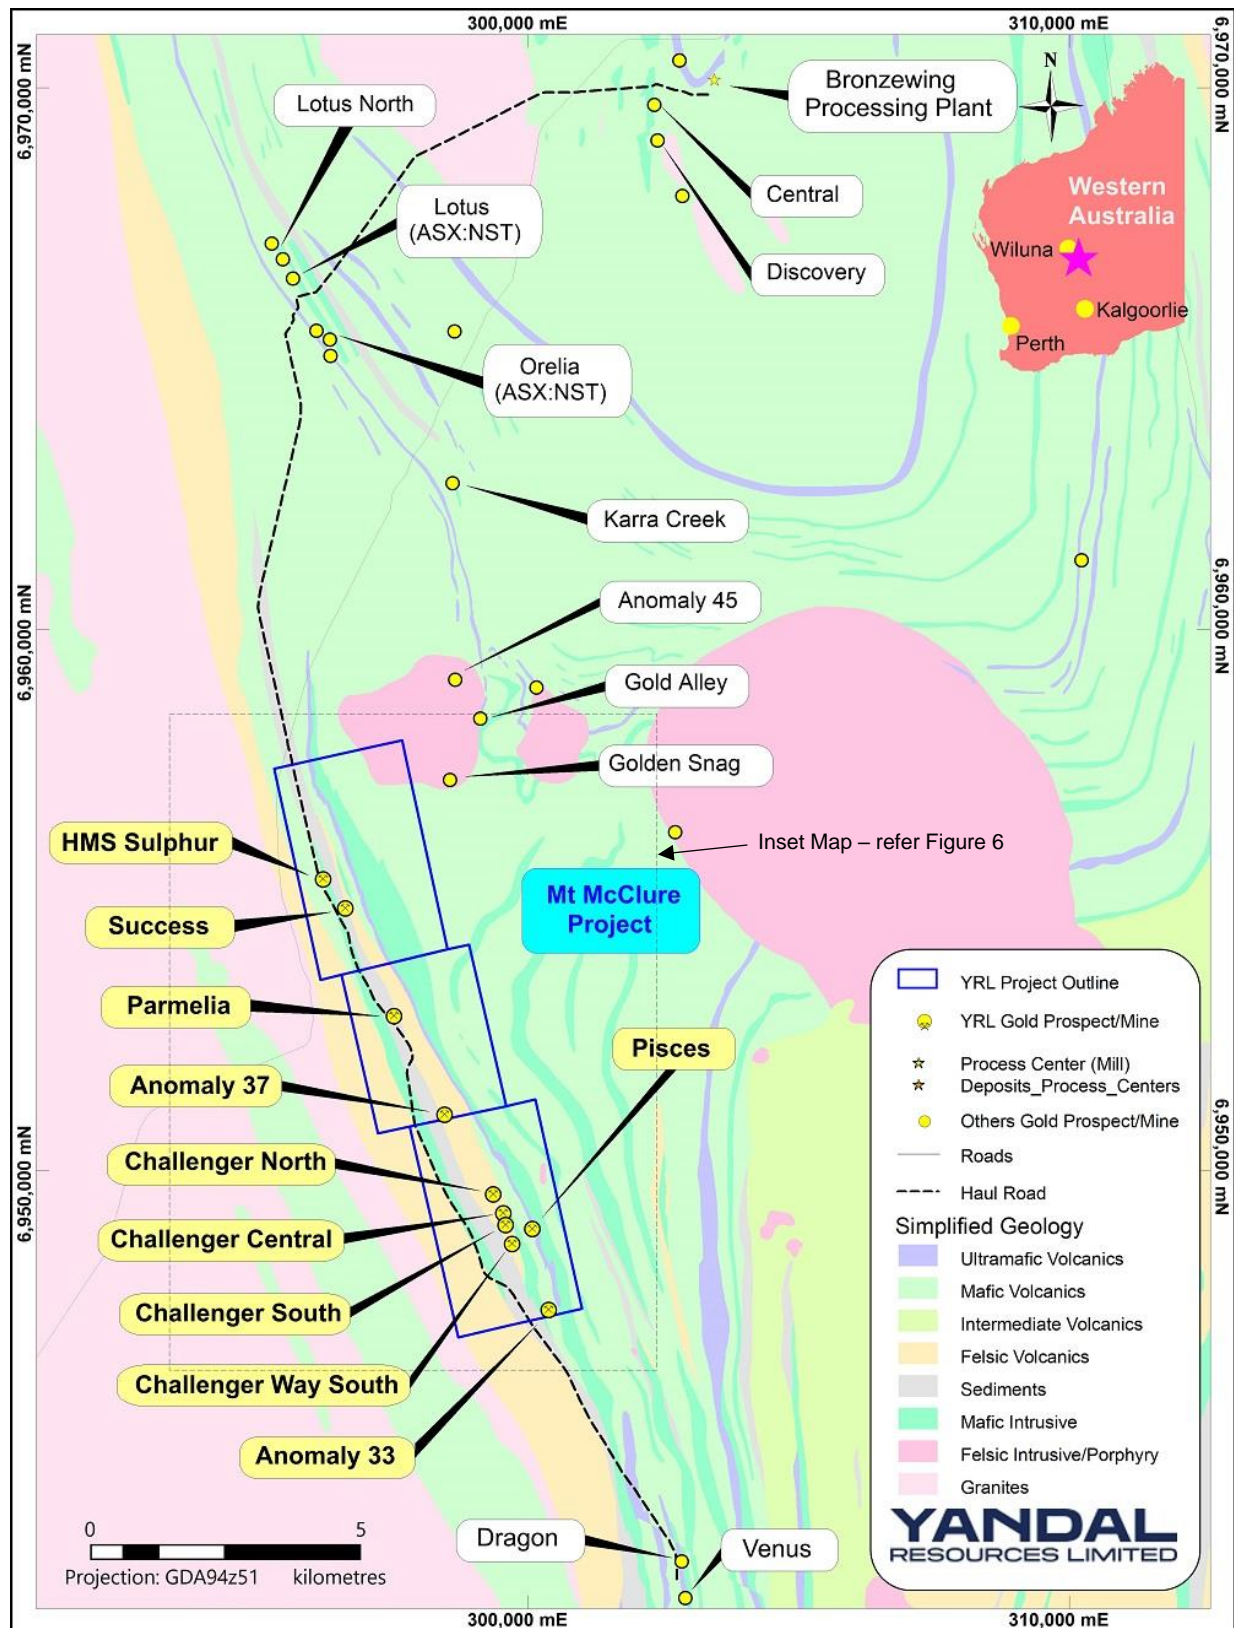 300,000 mE
310,000 mE
6,970,000 mN
6,970,000 mN
N
Bronzewing
Processing Plant
Lotus North
Central
Western
Australia
Lotus
(ASX:NST)
Wiluna
Discovery
Kalgoorlie
Perth
Orelia
(ASX:NST)
Karra Creek
6,960,000 mN
6,960,000 mN
Anomaly 45
Gold Alley
Golden Snag
HMS Sulphur
Inset Map – refer Figure 6
Mt McClure
Project
Success
Parmelia
Pisces
Anomaly 37
6,950,000 mN
6,950,000 mN
Challenger North
Challenger Central
Challenger South
Challenger Way South
Anomaly 33
YRL Project Outline
YRL Gold Prospect/Mine
Process Center (Mill)
Deposits_Process_Centers
Others Gold Prospect/Mine
Roads
Haul Road
Simplified Geology
Ultramafic Volcanics
Mafic Volcanics
Intermediate Volcanics
Felsic Volcanics
Sediments
Mafic Intrusive
Felsic Intrusive/Porphyry
Granites
YANDAL
RESOURCES LIMITED
0 5
Projection: GDA94z51 kilometres
Dragon
Venus
300,000 mE
310,000 mE